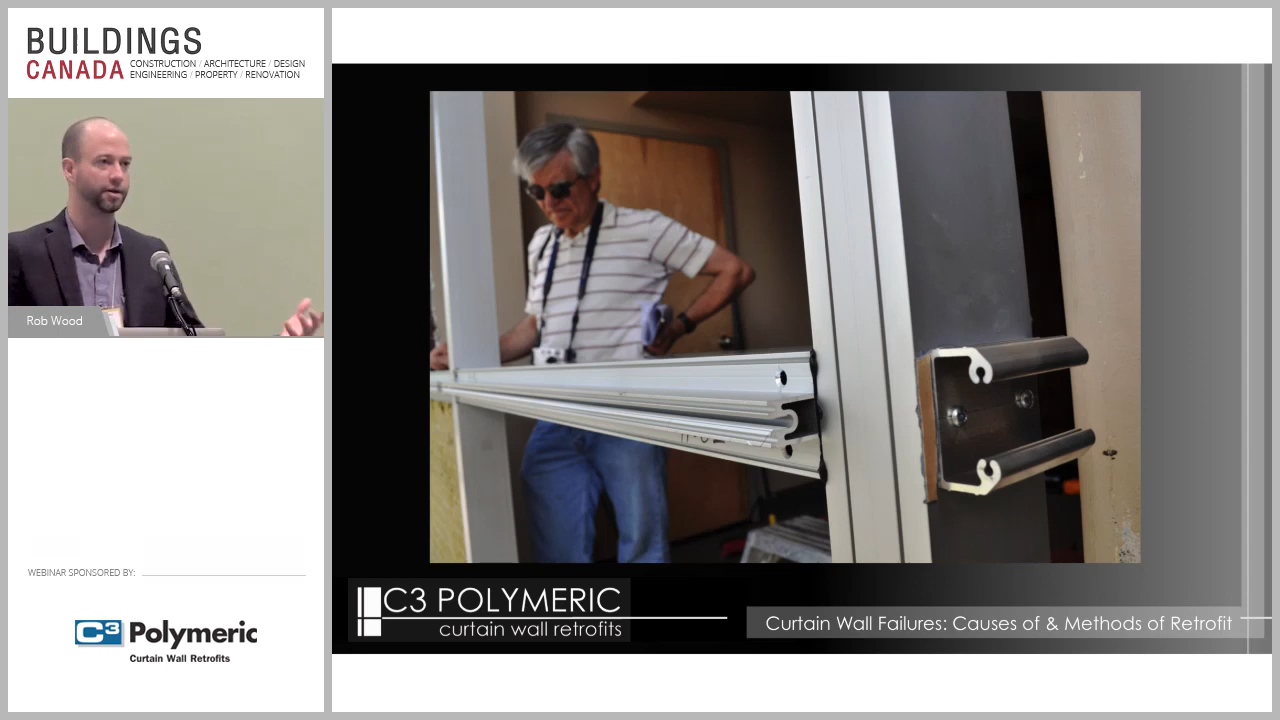 BUILDINGS
CANADA
CONSTRUCTION / ARCHITECTURE / DESIGN
ENGINEERING / PROPERTY / RENOVATION
Rob Wood
WEBINAR SPONSORED BY:
C3 Polymeric
Curtain Wall Retrofits
C3 POLYMERIC
curtain wall retrofits
Curtain Wall Failures: Causes of & Methods of Retrofit